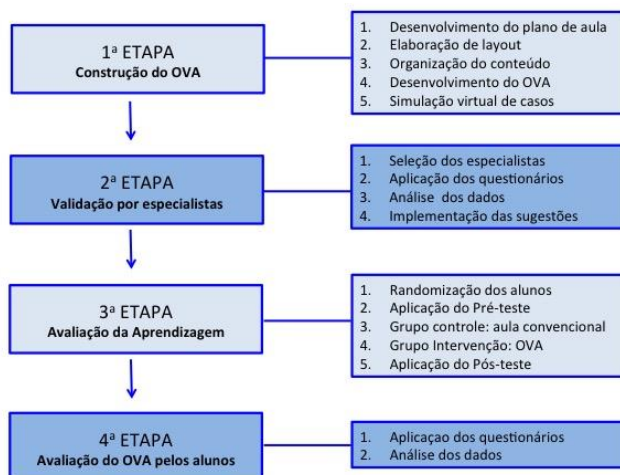 1ª ETAPA
Construção do OVA
1. Desenvolvimento do plano de aula
2. Elaboração de layout
3. Organização do conteúdo
4. Desenvolvimento do OVA
5. Simulação virtual de casos
2ª ETAPA
Validação por especialistas
1. Seleção dos especialistas
2. Aplicação dos questionários
3. Análise dos dados
4. Implementação das sugestões
3ª ETAPA
Avaliação da Aprendizagem
1. Randomização dos alunos
2. Aplicação do Pré-teste
3. Grupo controle: aula convencional
4. Grupo Intervenção: OVA
5. Aplicação do Pós-teste
4ª ETAPA
Avaliação do OVA pelos alunos
1. Aplicaçao dos questionários
2. Análise dos dados